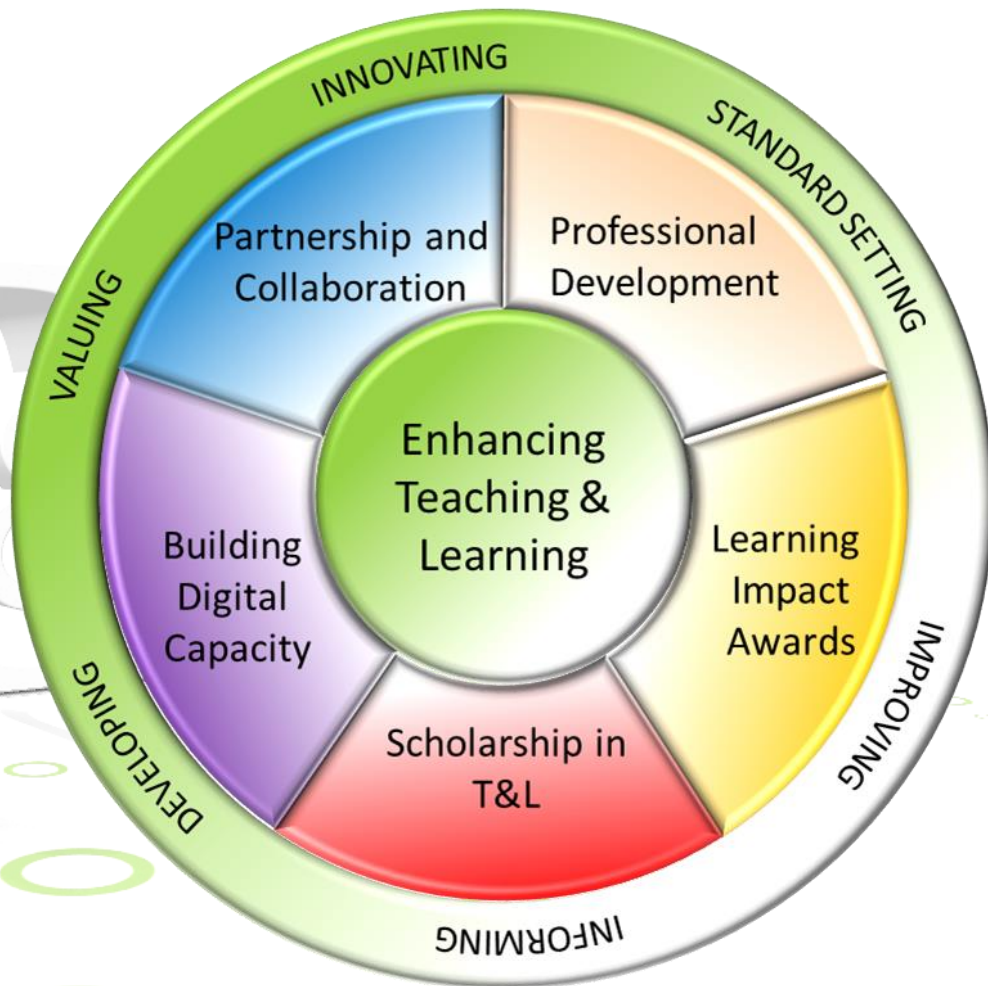 INNOVATING
STANDARD SETTING
IMPROVING
INFORMING
DEVELOPING
VALUING
Partnership and
Collaboration
Professional
Development
Learning
Impact
Awards
Scholarship in
T&L
Building
Digital
Capacity
Enhancing
Teaching &
Learning